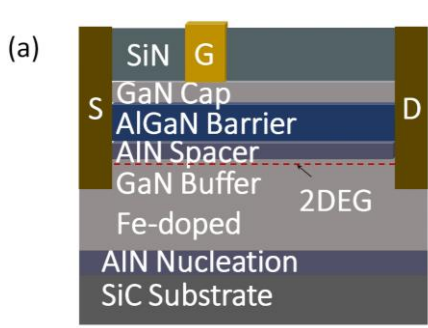 (a)
SiN G
GaN Cap
S
D
AlGaN Barrier
AlN Spacer
GaN Buffer
2DEG
Fe-doped
AlN Nucleation
SiC Substrate